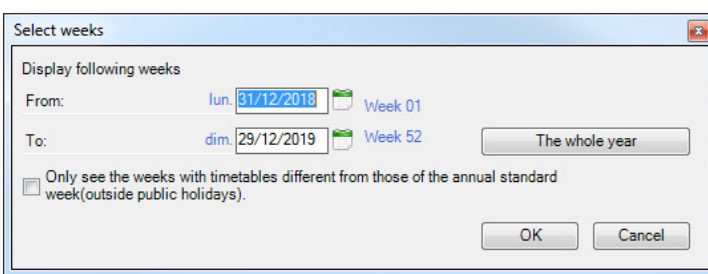 Select weeks
Display following weeks
From: lun. 31/12/2018 Week 01
To: dim. 29/12/2019 Week 52 The whole year
Only see the weeks with timetables different from those of the annual standard
week(outside public holidays).
OK Cancel